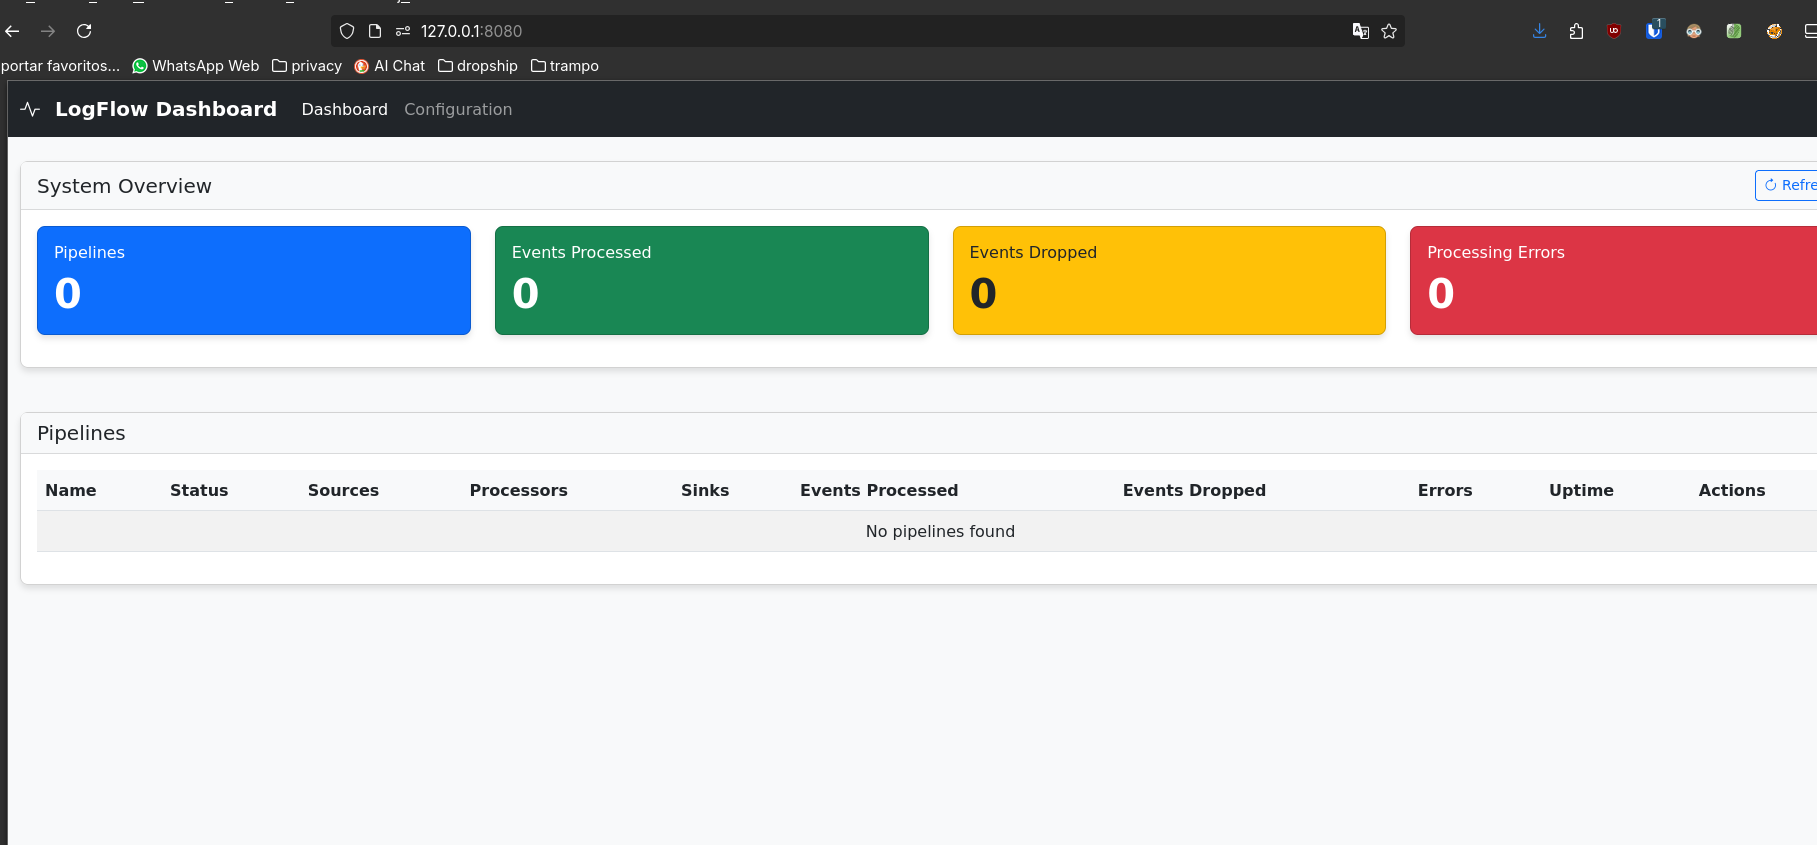 127.0.0.1:8080
1
portar favoritos... WhatsApp Web privacy AI Chat dropship trampo
LogFlow Dashboard Dashboard Configuration
System Overview
Refre
Pipelines Events Processed Events Dropped Processing Errors
0 0 0 0
Pipelines
Name Status Sources Processors Sinks Events Processed Events Dropped Errors Uptime Actions
No pipelines found